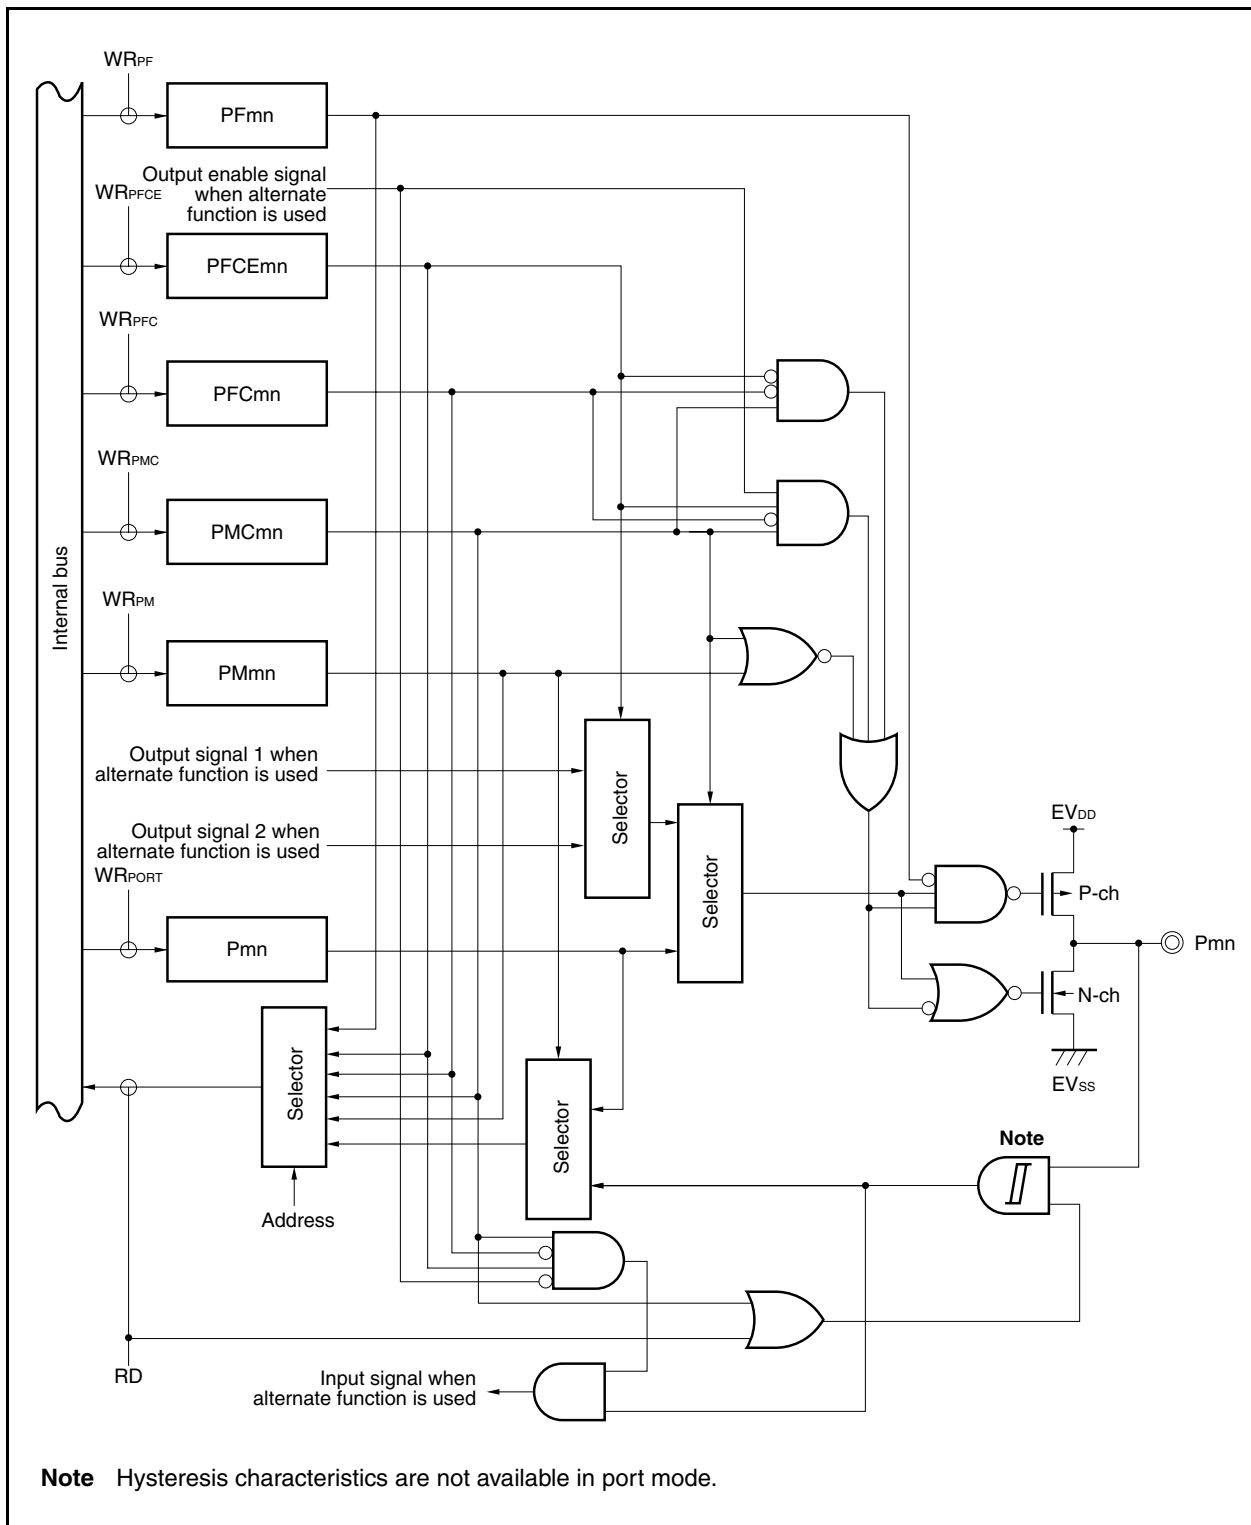 WRPF
PFmn
Output enable signal
when alternate
function is used
WRPFCE
PFCEmn
WRPFC
PFCmn
WRPMC
PMCmn
Internal bus
WRPM
PMmn
Output signal 1 when
alternate function is used
Selector
Output signal 2 when
alternate function is used
Selector
EVDD
P-ch
WRPORT
Pmn
Pmn
N-ch
EVSS
Selector
Selector
Note
Address
RD
Input signal when
alternate function is used
Note Hysteresis characteristics are not available in port mode.